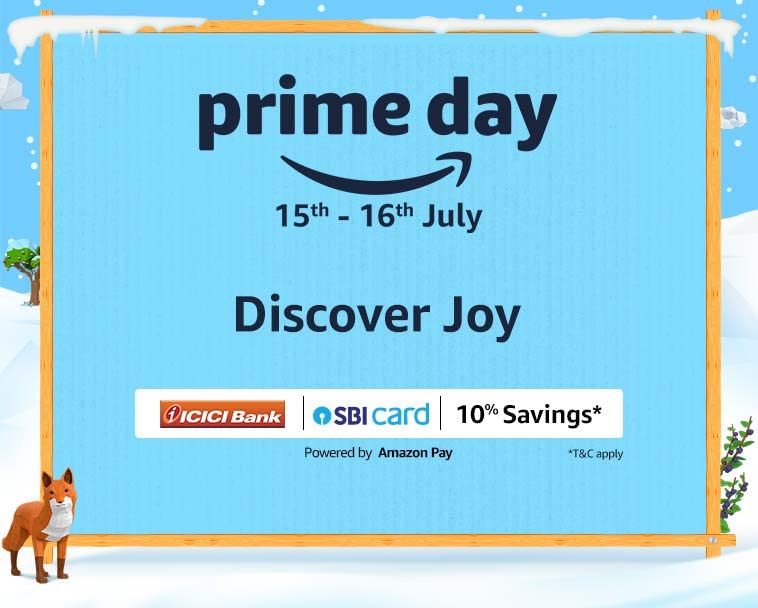 prime day
15th - 16th July
Discover Joy
ICICI Bank SBI card 10% Savings*
Powered by Amazon Pay *T&C apply